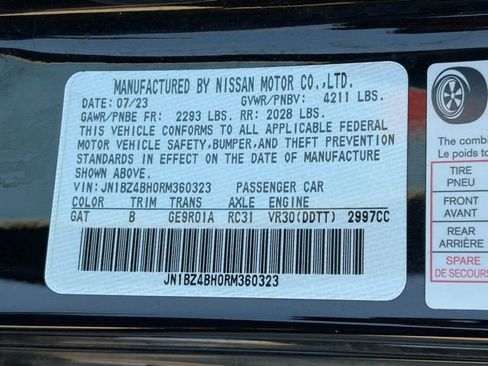 MANUFACTURED BY NISSAN MOTOR CO.,LTD.
DATE: 07/23 GVWR/PNBV: 4211 LBS.
GAWR/PNBE FR: 2293 LBS. RR: 2028 LBS.
THIS VEHICLE CONFORMS TO ALL APPLICABLE FEDERAL
MOTOR VEHICLE SAFETY,BUMPER,AND THEFT PREVENTION
STANDARDS IN EFFECT ON THE DATE OF MANUFACTURE
SHOWN ABOVE.
VIN: JN1BZ4BH0RM360323 PASSENGER CAR
COLOR TRIM TRANS AXLE ENGINE
GAT B GE9R01A RC31 VR30(DDTT) 2997CC
JN1BZ4BH0RM360323
The combi
Le poids to
TIRE
PNEU
FRONT
AVANT
REAR
ARRIÈRE
SPARE
DE SECOURS